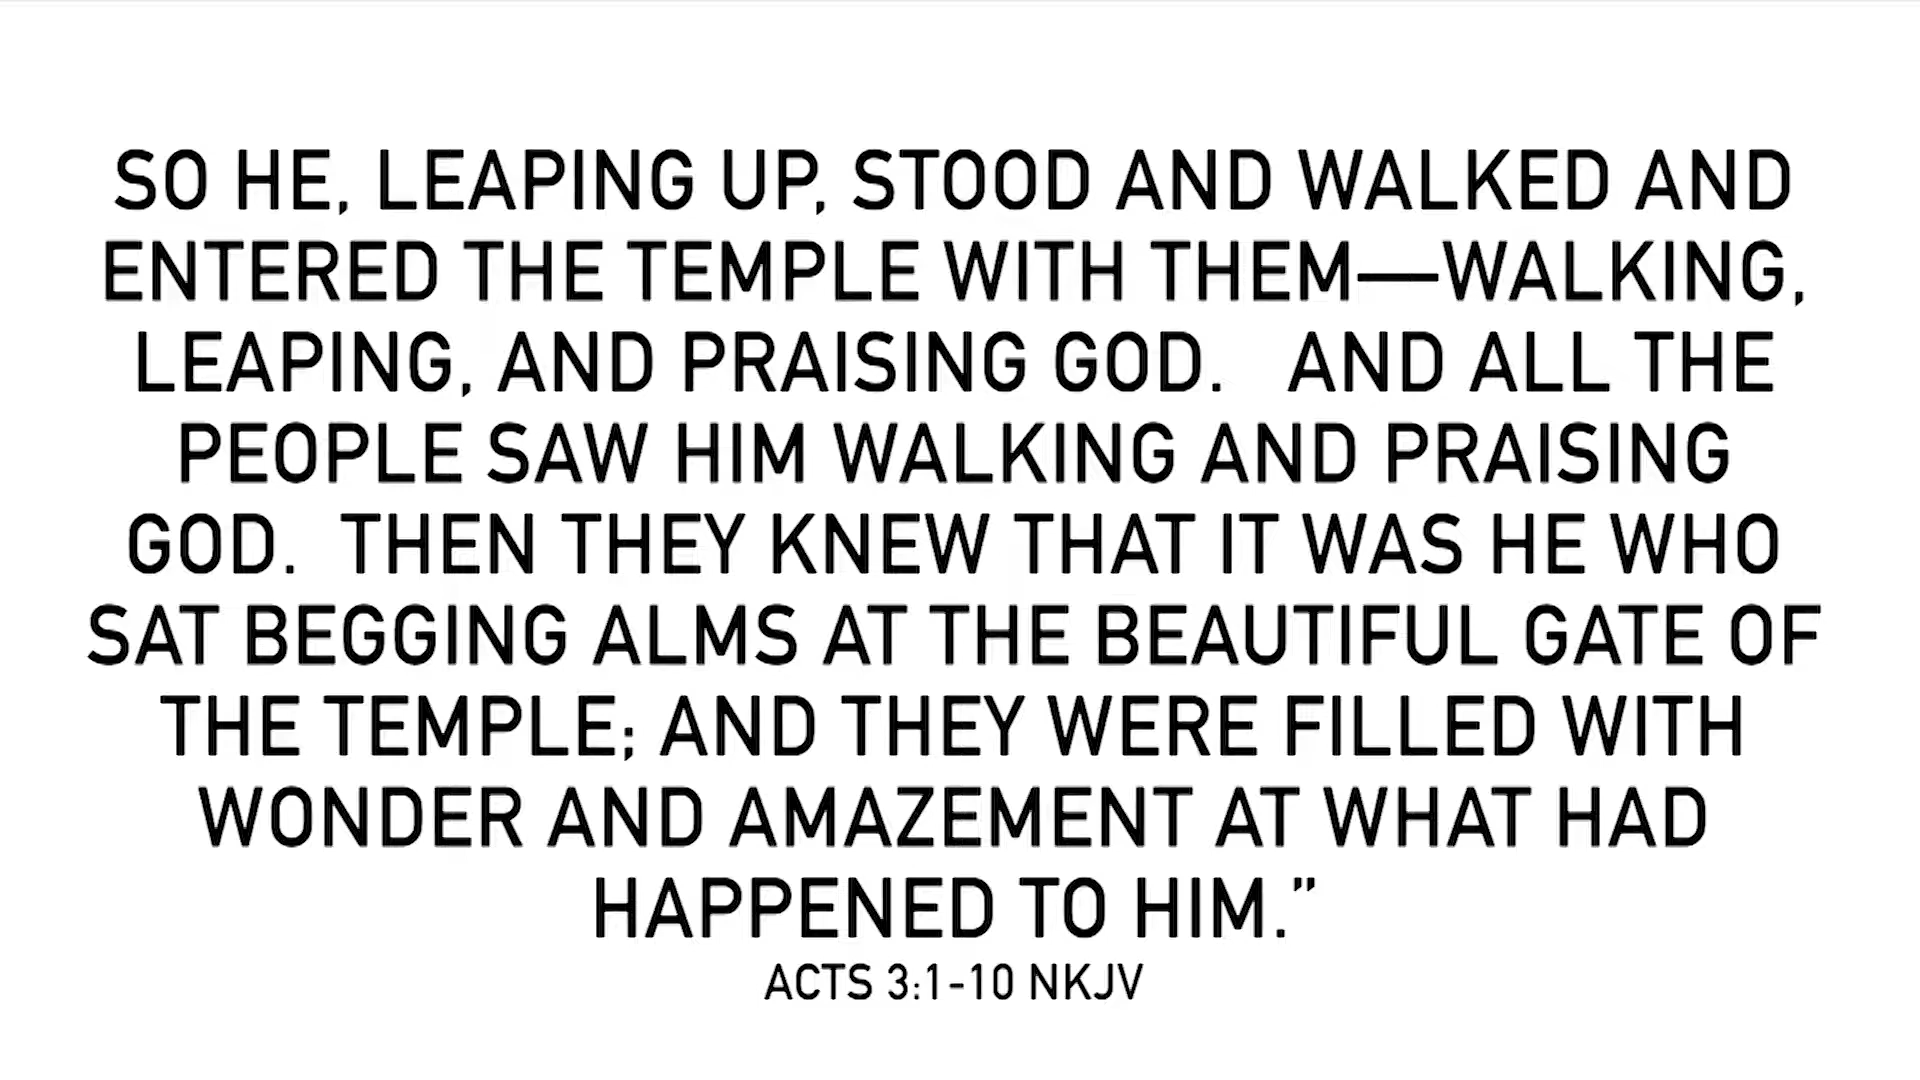 SO HE, LEAPING UP, STOOD AND WALKED AND
ENTERED THE TEMPLE WITH THEM—WALKING,
LEAPING, AND PRAISING GOD.   AND ALL THE
PEOPLE SAW HIM WALKING AND PRAISING
GOD.  THEN THEY KNEW THAT IT WAS HE WHO
SAT BEGGING ALMS AT THE BEAUTIFUL GATE OF
THE TEMPLE; AND THEY WERE FILLED WITH
WONDER AND AMAZEMENT AT WHAT HAD
HAPPENED TO HIM.”
ACTS 3:1-10 NKJV